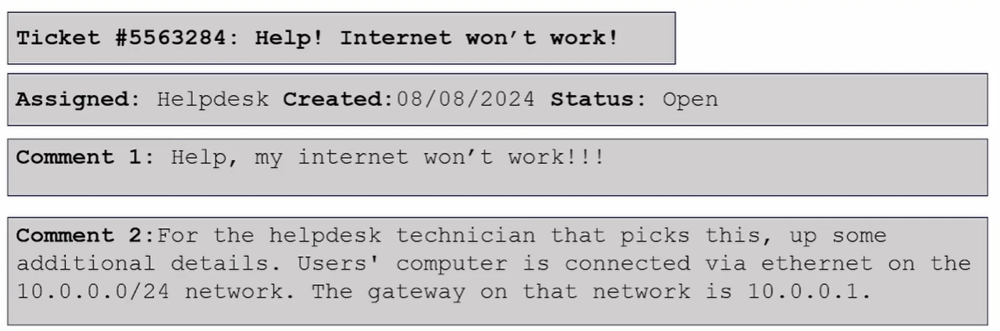 Ticket #5563284: Help! Internet won’t work!
Assigned: Helpdesk Created:08/08/2024 Status: Open
Comment 1: Help, my internet won’t work!!!
Comment 2:For the helpdesk technician that picks this, up some
additional details. Users' computer is connected via ethernet on the
10.0.0.0/24 network. The gateway on that network is 10.0.0.1.